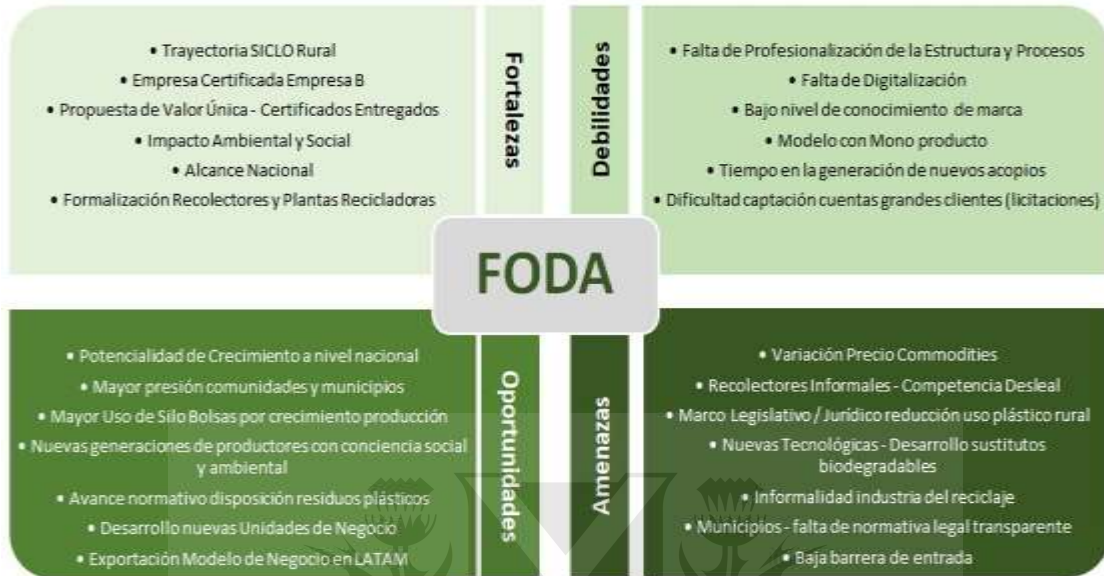 Fortalezas
• Trayectoria SICLO Rural
• Empresa Certificada Empresa B
• Propuesta de Valor Única - Certificados Entregados
• Impacto Ambiental y Social
• Alcance Nacional
• Formalización Recolectores y Plantas Recicladoras
Debilidades
• Falta de Profesionalización de la Estructura y Procesos
• Falta de Digitalización
• Bajo nivel de conocimiento de marca
• Modelo con Mono producto
• Tiempo en la generación de nuevos acopios
• Dificultad captación cuentas grandes clientes (licitaciones)
FODA
Oportunidades
• Potencialidad de Crecimiento a nivel nacional
• Mayor presión comunidades y municipios
• Mayor Uso de Silo Bolsas por crecimiento producción
• Nuevas generaciones de productores con conciencia social
y ambiental
• Avance normativo disposición residuos plásticos
• Desarrollo nuevas Unidades de Negocio
• Exportación Modelo de Negocio en LATAM
Amenazas
• Variación Precio Commodities
• Recolectores Informales - Competencia Desleal
• Marco Legislativo / Jurídico reducción uso plástico rural
• Nuevas Tecnológicas - Desarrollo sustitutos
biodegradables
• Informalidad industria del reciclaje
• Municipios - falta de normativa legal transparente
• Baja barrera de entrada